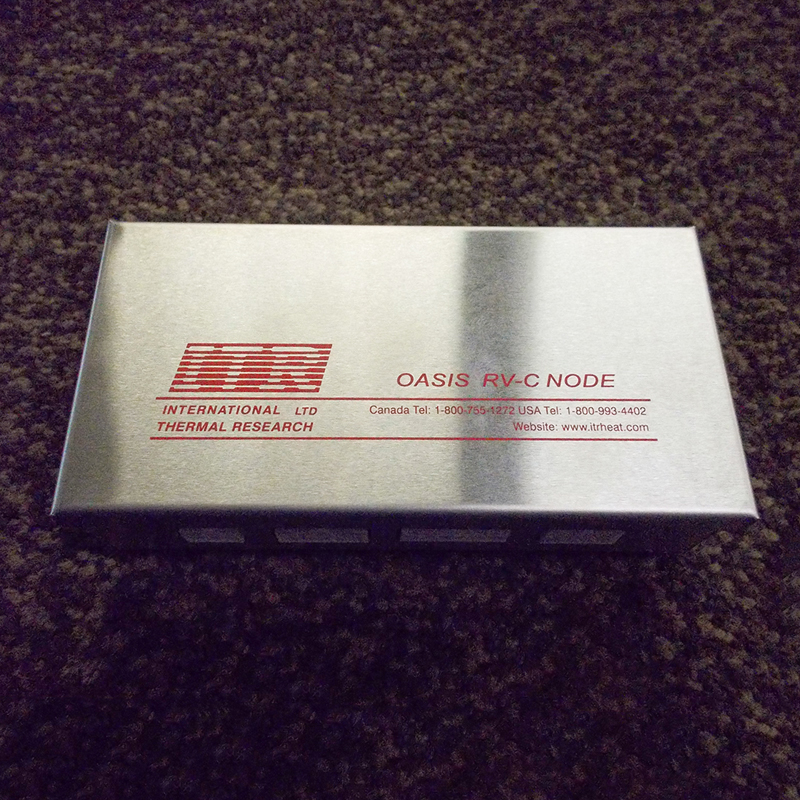 ITR
OASIS RV-C NODE
INTERNATIONAL LTD
THERMAL RESEARCH
Canada Tel: 1-800-755-1272 USA Tel: 1-800-993-4402
Website: www.itrheat.com